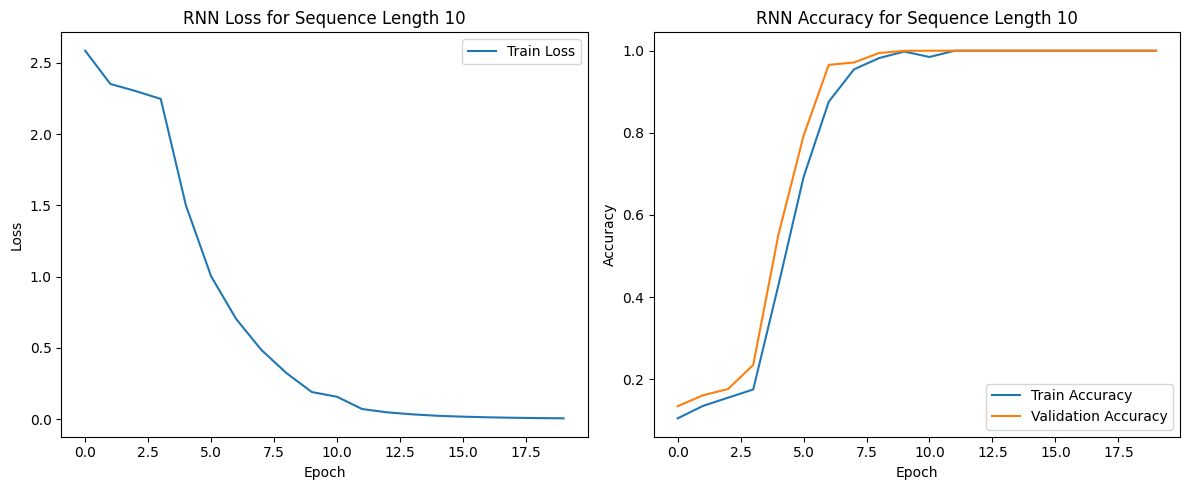 RNN Loss for Sequence Length 10
Train Loss
2.5
2.0
1.5
1.0
0.5
0.0
Loss
0.0 2.5 5.0 7.5 10.0 12.5 15.0 17.5
Epoch
RNN Accuracy for Sequence Length 10
1.0
0.8
0.6
0.4
0.2
Accuracy
Train Accuracy
Validation Accuracy
0.0 2.5 5.0 7.5 10.0 12.5 15.0 17.5
Epoch